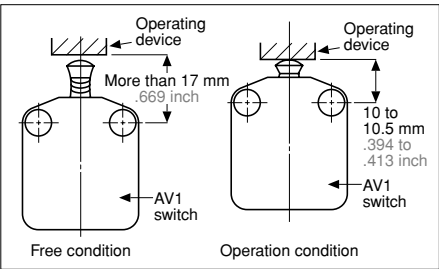 Operating
device
More than 17 mm
.669 inch
AV1
switch
Free condition
Operating
device
10 to
10.5 mm
.394 to
.413 inch
AV1
switch
Operation condition